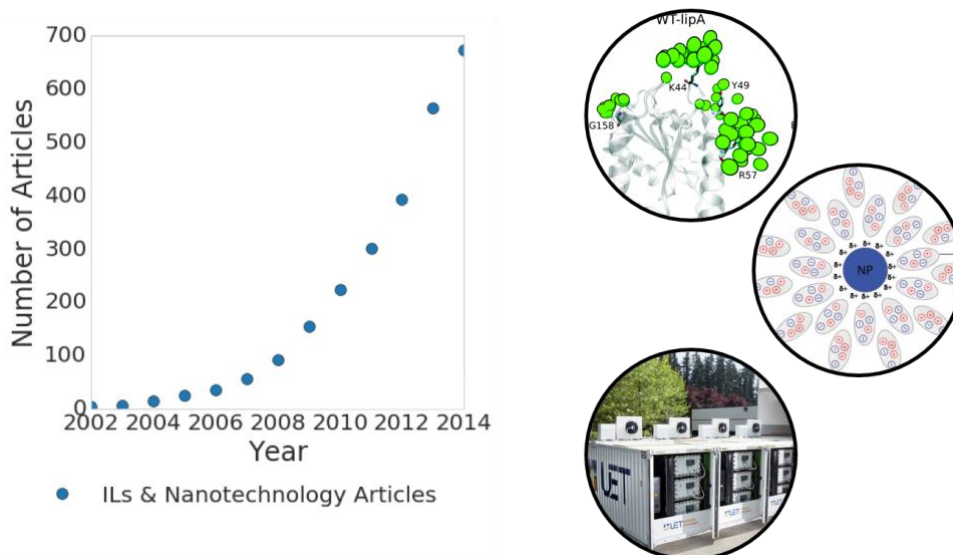 700
600
500
400
300
200
100
0
Number of Articles
2002 2004 2006 2008 2010 2012 2014
Year
ILs & Nanotechnology Articles
WT-lipA
K44
Y49
G158
R57
NP
δ+ δ+ δ+ δ+
δ+ δ+
δ+ δ+
δ+ δ+
δ+ δ+
δ+ δ+ δ+ δ+
UET
UET
UET